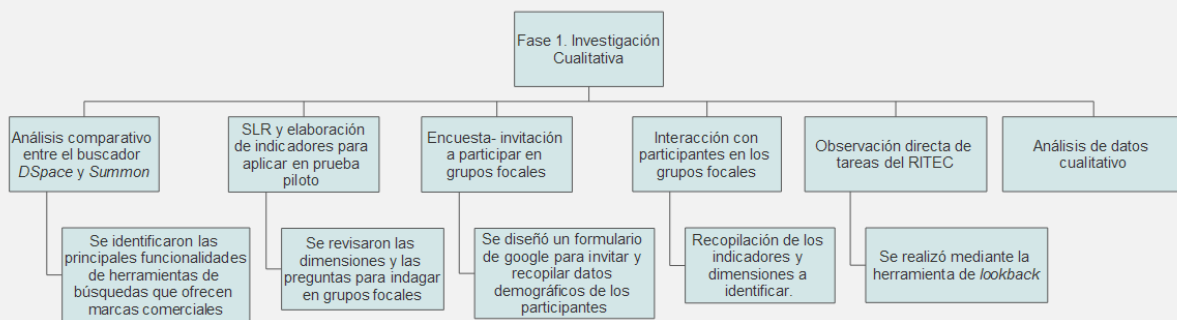 Fase 1. Investigación
Cualitativa
Análisis comparativo
entre el buscador
DSpace y Summon
SLR y elaboración
de indicadores para
aplicar en prueba
piloto
Encuesta- invitación
a participar en
grupos focales
Interacción con
participantes en los
grupos focales
Observación directa
de tareas del RITEC
Análisis de datos
cualitativo
Se identificaron las
principales funcionalidades
de herramientas de
búsquedas que ofrecen
marcas comerciales
Se revisaron las
dimensiones y las
preguntas para indagar
en grupos focales
Se diseñó un formulario
de google para invitar y
recopilar datos
demográficos de los
participantes
Recopilación de los
indicadores y
dimensiones a
identificar.
Se realizó mediante la
herramienta de lookback